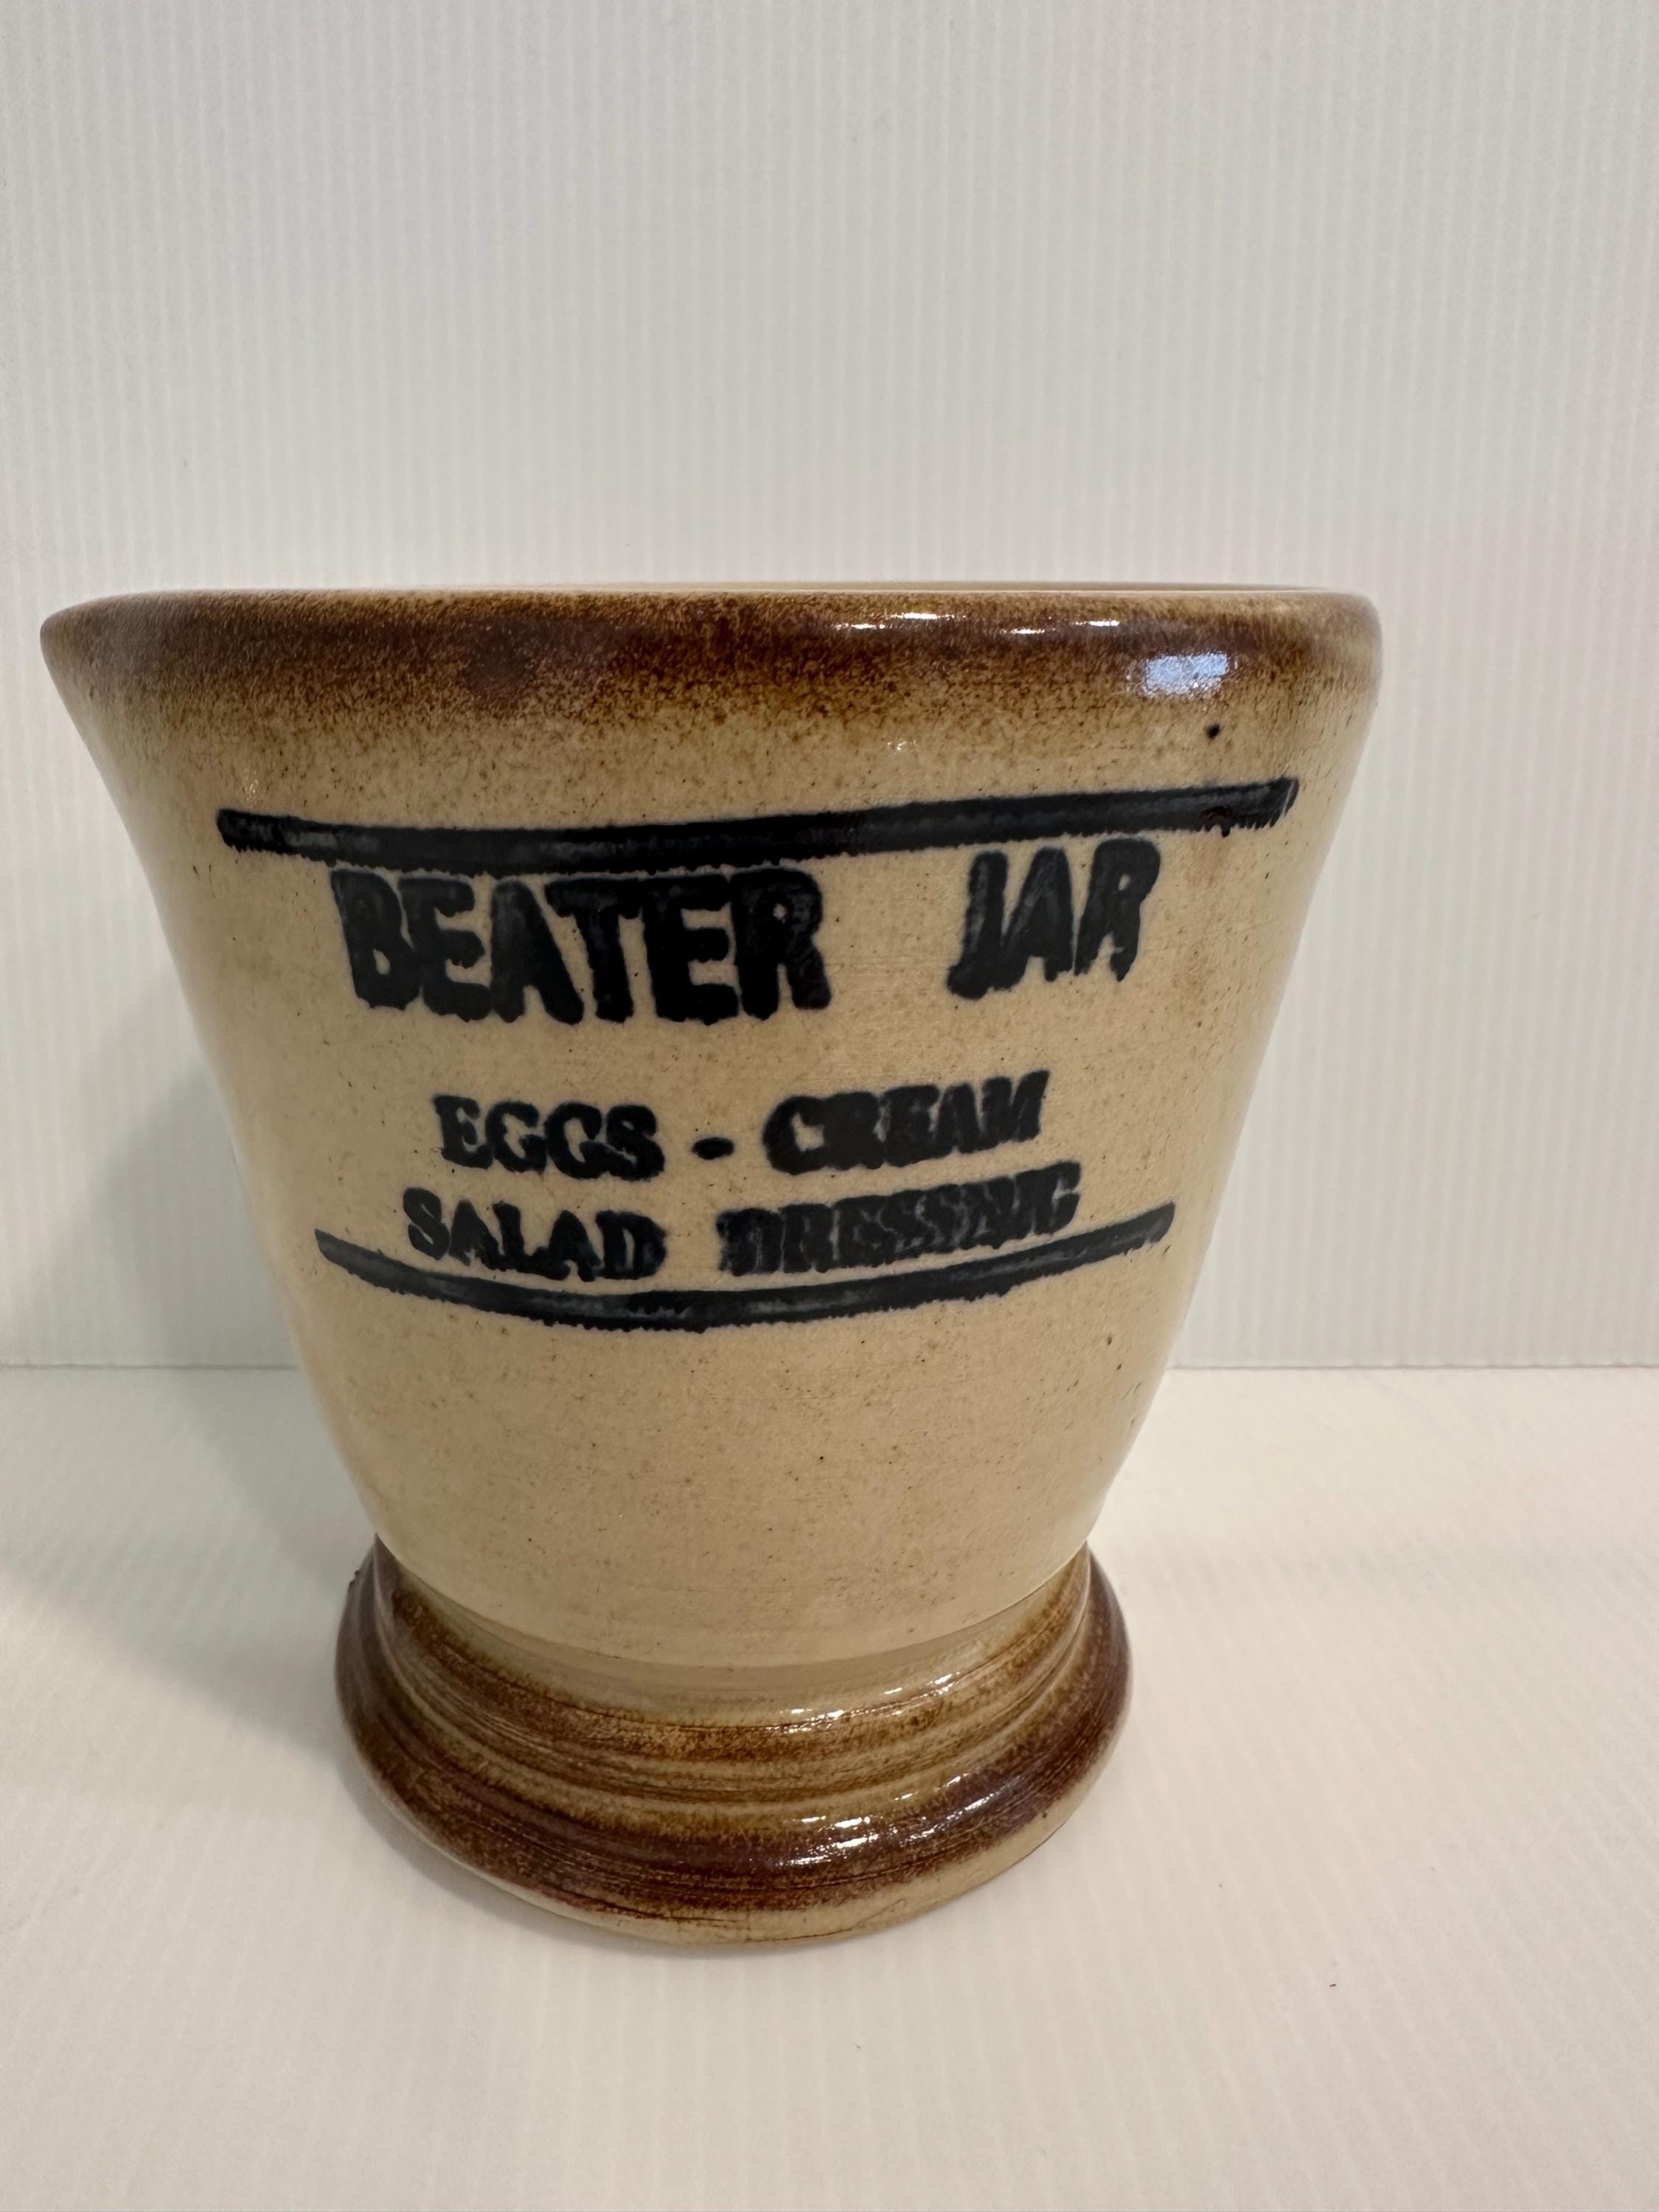 BEATER JAR
EGGS - CREAM
SALAD DRESSING